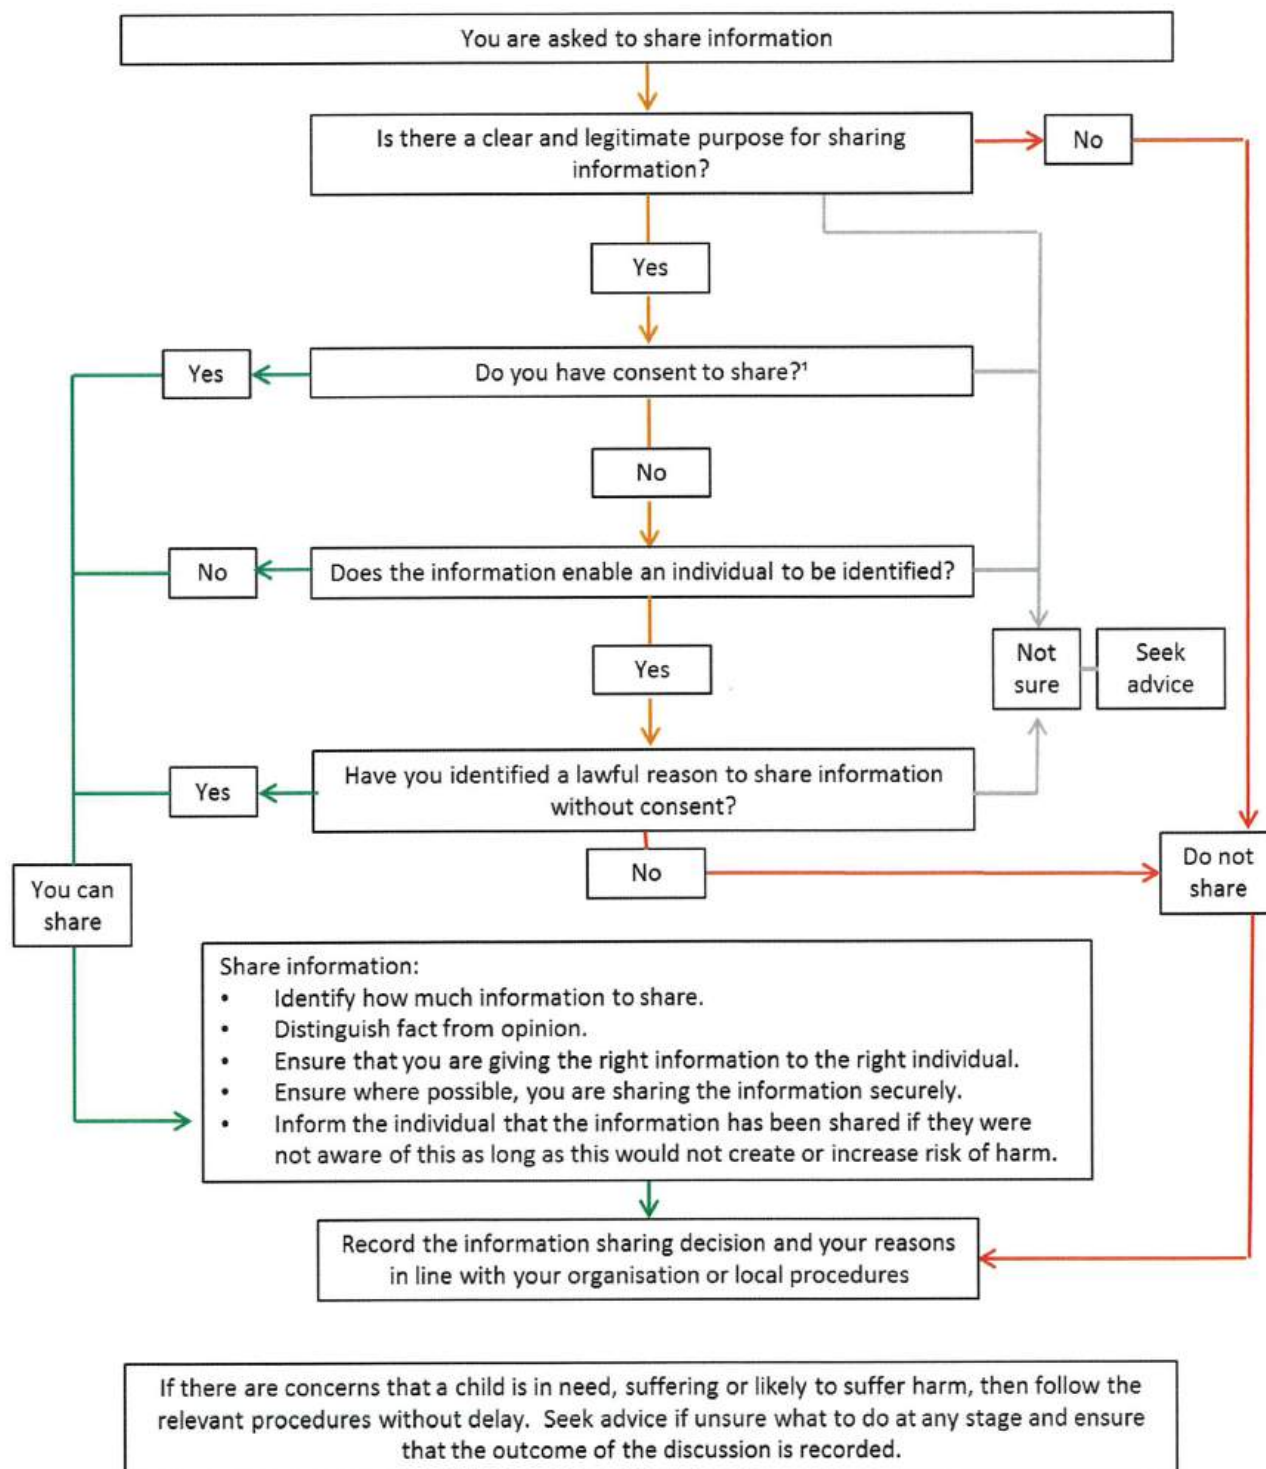 You are asked to share information
Is there a clear and legitimate purpose for sharing
information?
No
Yes
Yes
Do you have consent to share?¹
No
No
Does the information enable an individual to be identified?
Yes
Not
sure
Seek
advice
Yes
Have you identified a lawful reason to share information
without consent?
No
Do not
share
You can
share
Share information:
• Identify how much information to share.
• Distinguish fact from opinion.
• Ensure that you are giving the right information to the right individual.
• Ensure where possible, you are sharing the information securely.
• Inform the individual that the information has been shared if they were
not aware of this as long as this would not create or increase risk of harm.
Record the information sharing decision and your reasons
in line with your organisation or local procedures
If there are concerns that a child is in need, suffering or likely to suffer harm, then follow the
relevant procedures without delay. Seek advice if unsure what to do at any stage and ensure
that the outcome of the discussion is recorded.